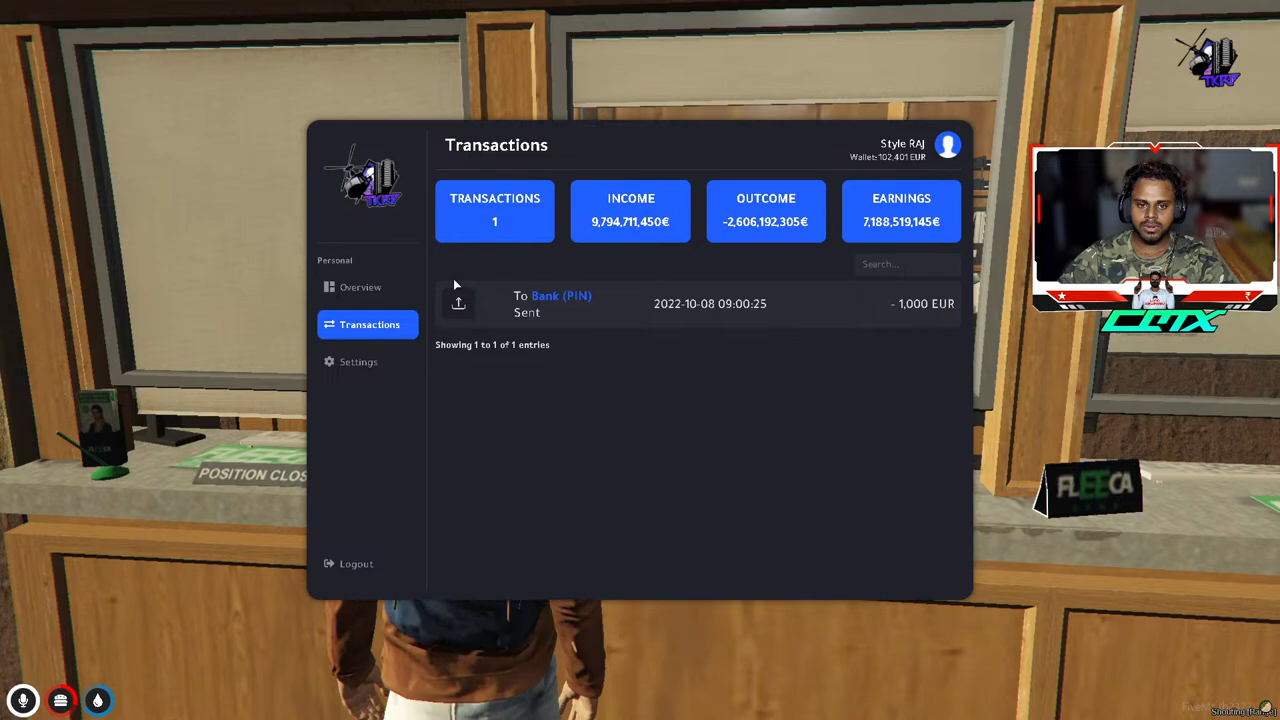 TKRP
Transactions
Style RAJ
Wallet:102,401 EUR
TKRP
TRANSACTIONS
1
INCOME
9,794,711,450€
OUTCOME
-2,606,192,305€
EARNINGS
7,188,519,145€
Personal
Search...
Overview
To Bank (PIN)
Sent
2022-10-08 09:00:25
- 1,000 EUR
Transactions
Showing 1 to 1 of 1 entries
Settings
Logout
POSITION CLOS
FLEECA